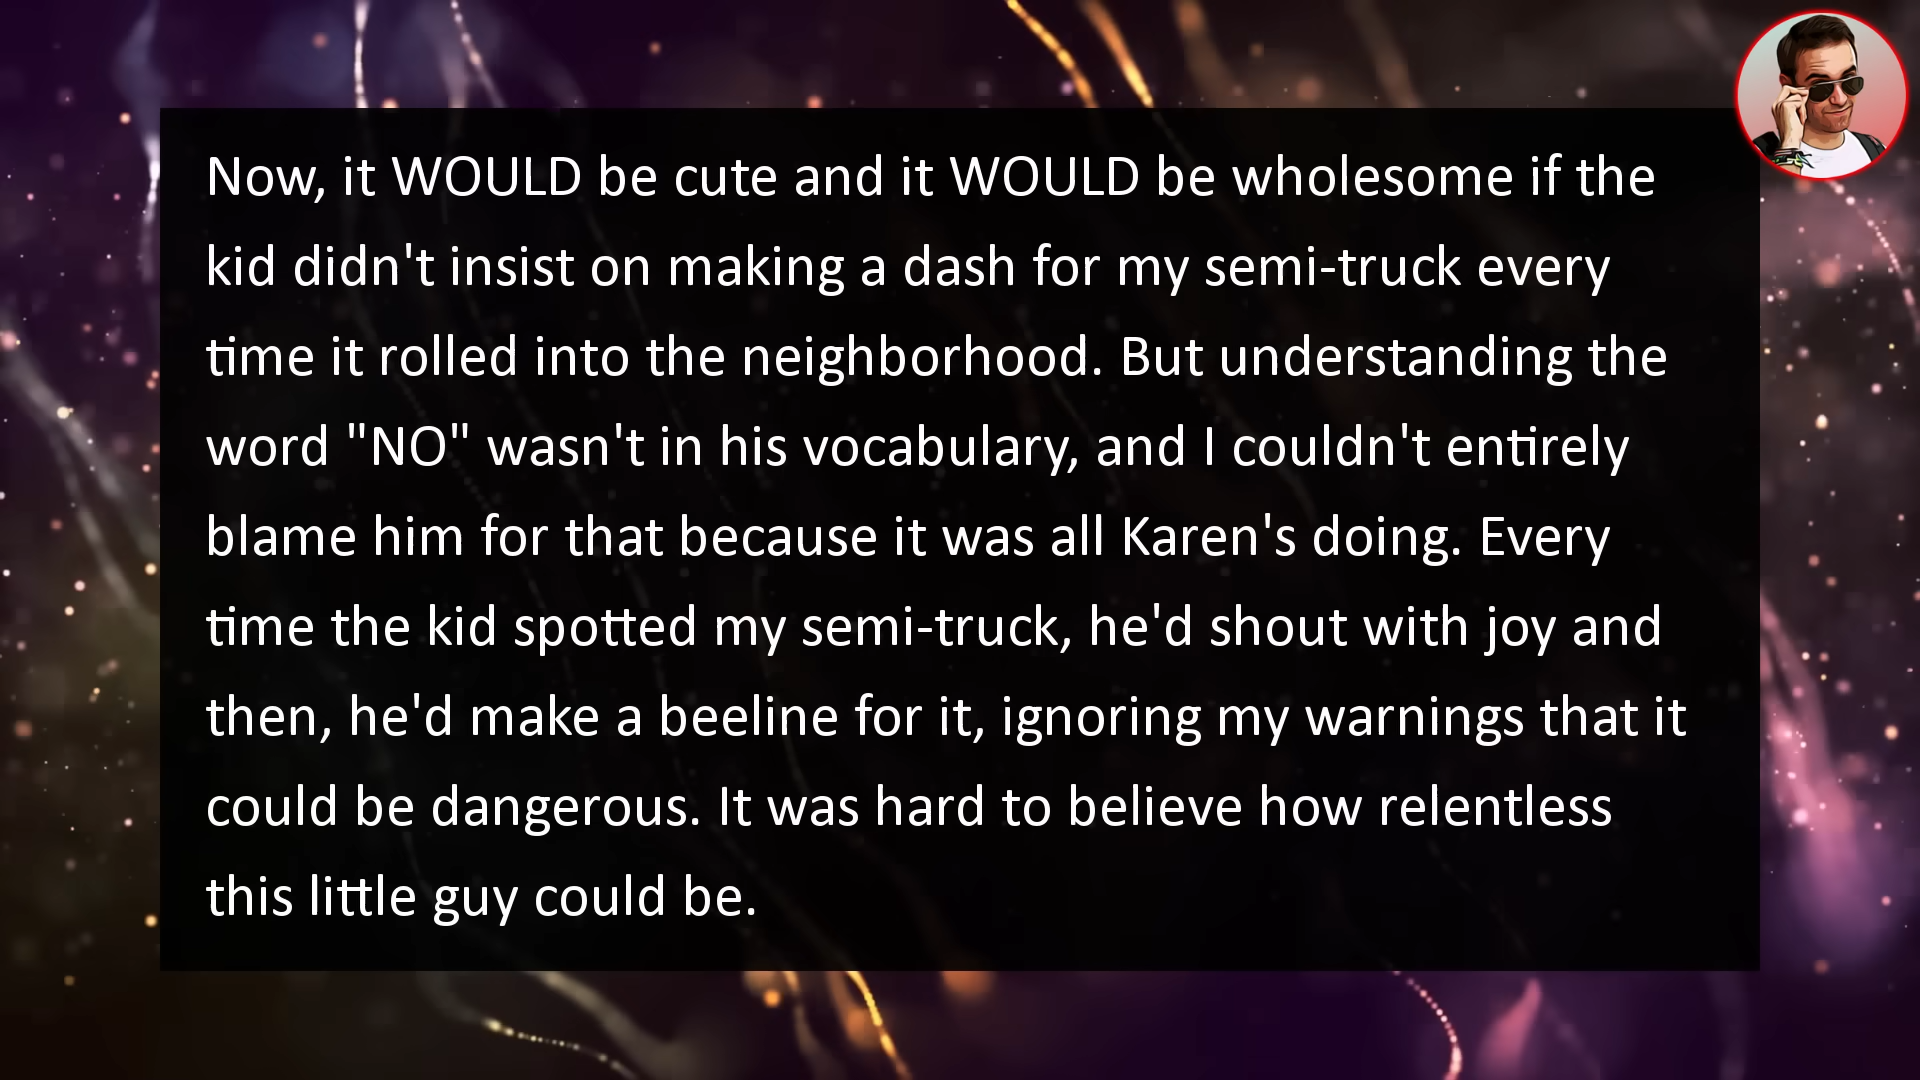 Now, it WOULD be cute and it WOULD be wholesome if the
kid didn't insist on making a dash for my semi-truck every
time it rolled into the neighborhood. But understanding the
word "NO" wasn't in his vocabulary, and I couldn't entirely
blame him for that because it was all Karen's doing. Every
time the kid spotted my semi-truck, he'd shout with joy and
then, he'd make a beeline for it, ignoring my warnings that it
could be dangerous. It was hard to believe how relentless
this little guy could be.